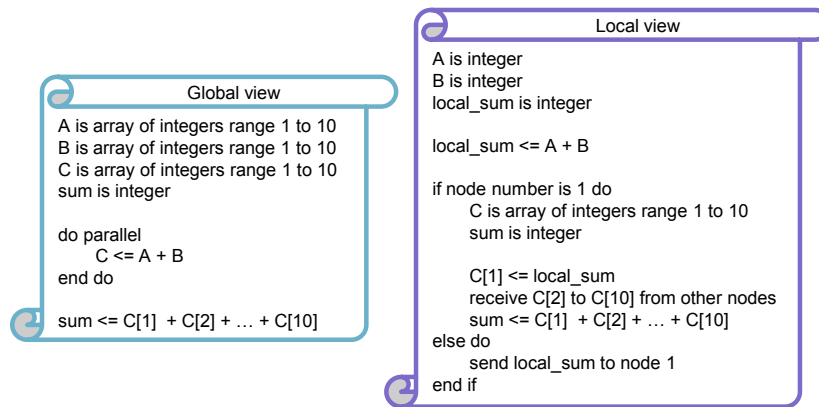 Global view
A is array of integers range 1 to 10
B is array of integers range 1 to 10
C is array of integers range 1 to 10
sum is integer
do parallel
C <= A + B
end do
sum <= C[1] + C[2] + … + C[10]
Local view
A is integer
B is integer
local_sum is integer
local_sum <= A + B
if node number is 1 do
C is array of integers range 1 to 10
sum is integer
C[1] <= local_sum
receive C[2] to C[10] from other nodes
sum <= C[1] + C[2] + … + C[10]
else do
send local_sum to node 1
end if